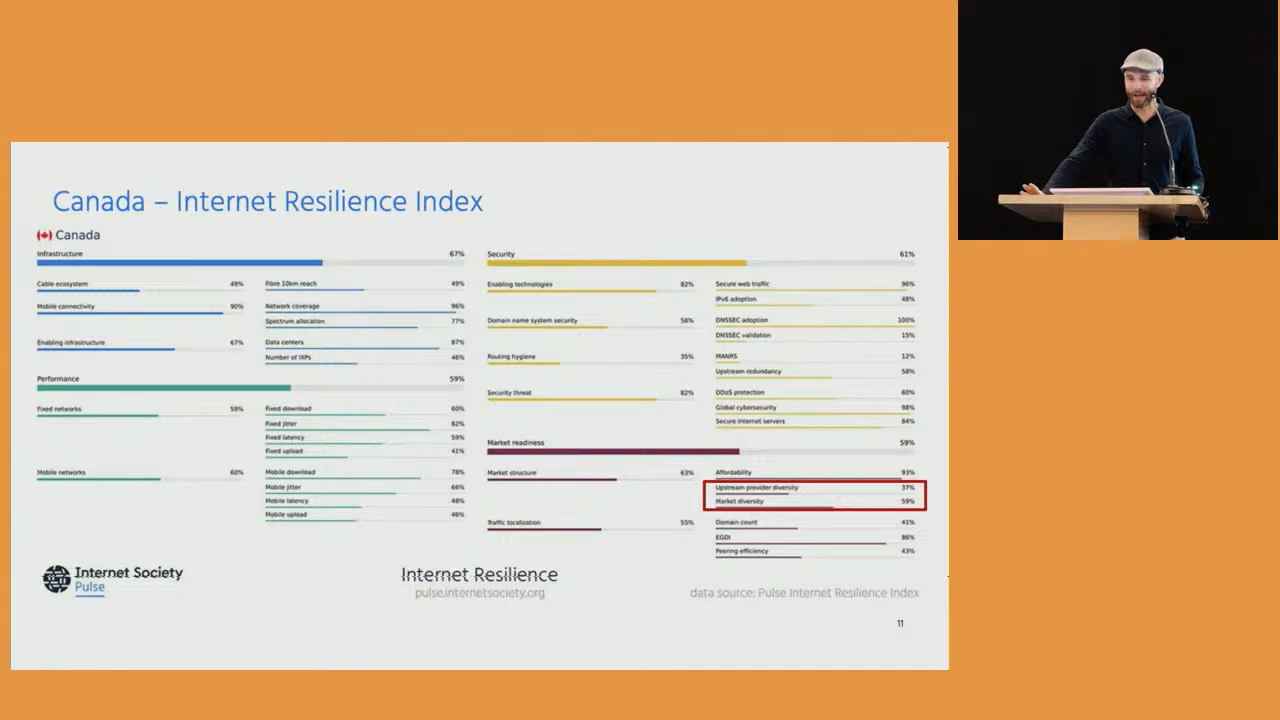 Canada – Internet Resilience Index
Canada
Infrastructure 67%
Cable ecosystem 49%
Fibre 10km reach 49%
Mobile connectivity 90%
Network coverage 96%
Spectrum allocation 77%
Enabling infrastructure 67%
Data centers 87%
Number of IXPs 46%
Performance 59%
Fixed networks 59%
Fixed download 60%
Fixed jitter 82%
Fixed latency 59%
Fixed upload 41%
Mobile networks 60%
Mobile download 78%
Mobile jitter 66%
Mobile latency 48%
Mobile upload 46%
Security 61%
Enabling technologies 82%
Secure web traffic 96%
IPv6 adoption 48%
Domain name system security 58%
DNSSEC adoption 100%
DNSSEC validation 15%
Routing hygiene 35%
MANRS 12%
Upstream redundancy 58%
Security threat 82%
DDoS protection 60%
Global cybersecurity 98%
Secure Internet servers 84%
Market readiness 59%
Market structure 63%
Affordability 93%
Upstream provider diversity 37%
Market diversity 59%
Traffic localization 55%
Domain count 41%
EGDI 86%
Peering efficiency 43%
Internet Society
Pulse
Internet Resilience
pulse.internetsociety.org
data source: Pulse Internet Resilience Index
11